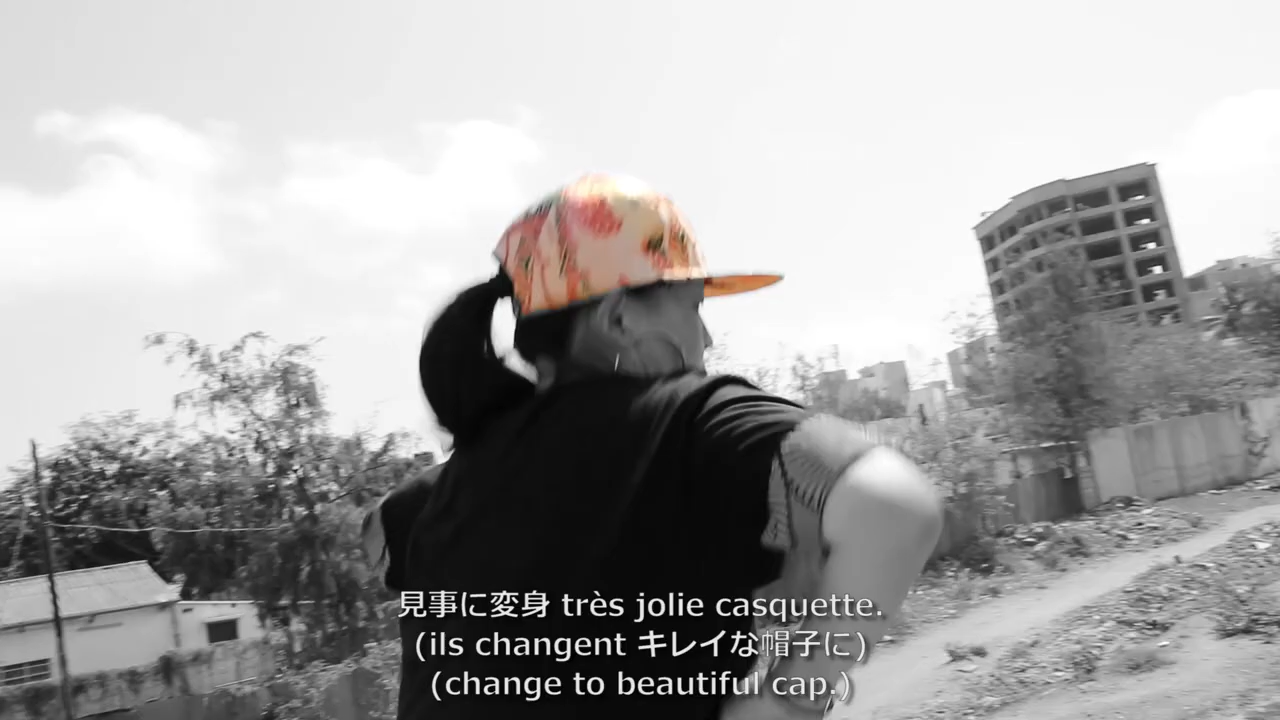 見事に変身 très jolie casquette.
(ils changent キレイな帽子に)
(change to beautiful cap.)